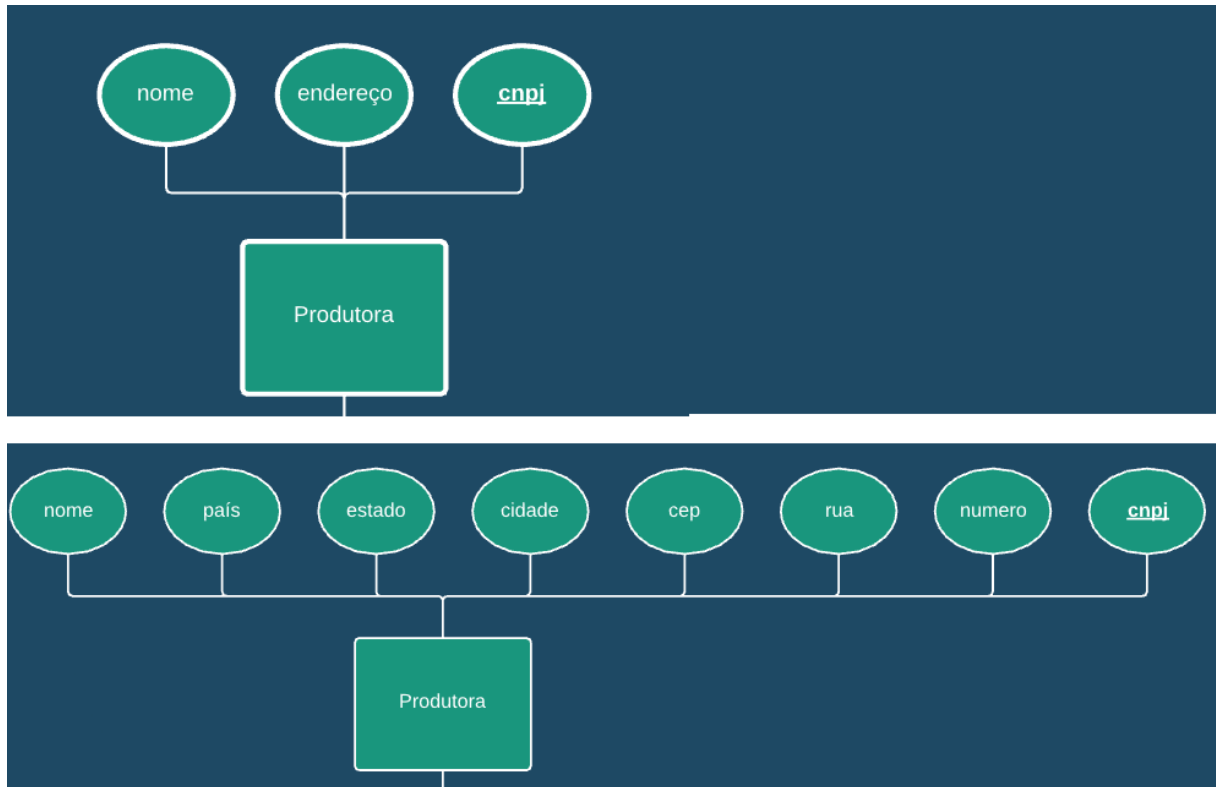 nome endereço cnpj
Produtora
nome país estado cidade cep rua numero cnpj
Produtora